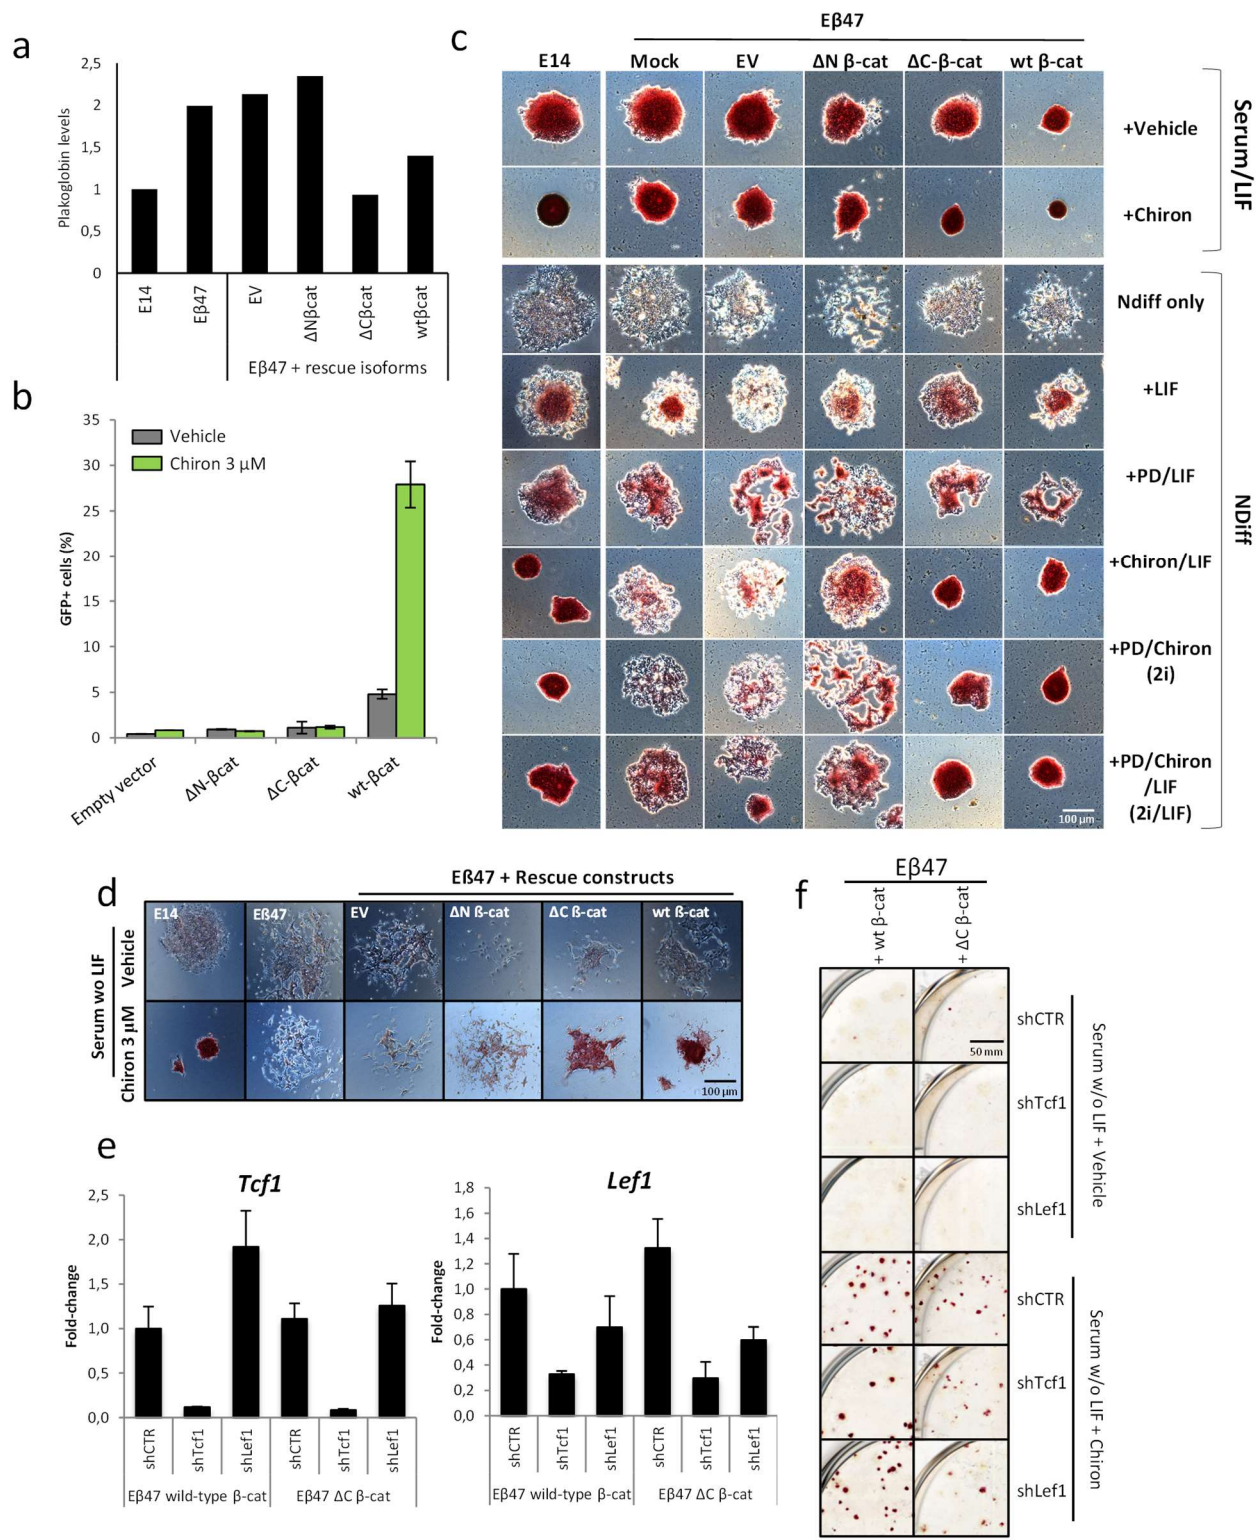 a
2,5
2
1,5
1
0,5
0
Plakoglobin levels
E14
Eβ47
EV
ΔNβcat
ΔCβcat
wtβcat
Eβ47 + rescue isoforms
b
35
30
25
20
15
10
5
0
GFP+ cells (%)
Vehicle
Chiron 3 μM
Empty vector
ΔN-βcat
ΔC-βcat
wt-βcat
c
Eβ47
E14
Mock
EV
ΔN β-cat
ΔC-β-cat
wt β-cat
+Vehicle
+Chiron
Serum/LIF
Ndiff only
+LIF
+PD/LIF
+Chiron/LIF
+PD/Chiron
(2i)
+PD/Chiron
/LIF
(2i/LIF)
NDiff
100 μm
d
Eß47 + Rescue constructs
E14
Eß47
EV
ΔN ß-cat
ΔC ß-cat
wt ß-cat
Serum wo LIF
Vehicle
Chiron 3 μM
100 μm
e
Tcf1
2,5
2,0
1,5
1,0
0,5
0,0
Fold-change
shCTR
shTcf1
shLef1
shCTR
shTcf1
shLef1
Eβ47 wild-type β-cat
Eβ47 ΔC β-cat
Lef1
1,8
1,6
1,4
1,2
1,0
0,8
0,6
0,4
0,2
0,0
Fold-change
shCTR
shTcf1
shLef1
shCTR
shTcf1
shLef1
Eβ47 wild-type β-cat
Eβ47 ΔC β-cat
f
Eβ47
+ wt β-cat
+ ΔC β-cat
shCTR
50 mm
shTcf1
shLef1
Serum w/o LIF + Vehicle
shCTR
shTcf1
shLef1
Serum w/o LIF + Chiron